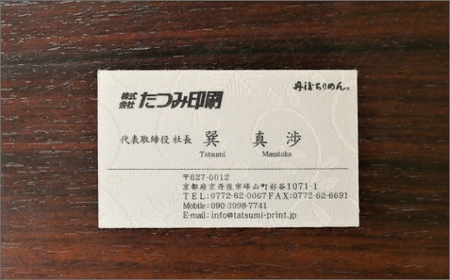 株式会社 たつみ印刷
丹後ちりめん
代表取締役 社長 巽 真渉
Tatsumi Masataka
〒627-0012
京都府京丹後市峰山町杉谷1071-1
TEL:0772-62-0067 FAX:0772-62-6691
Mobile:090-3998-7741
E-mail:info@tatsumi-print.jp